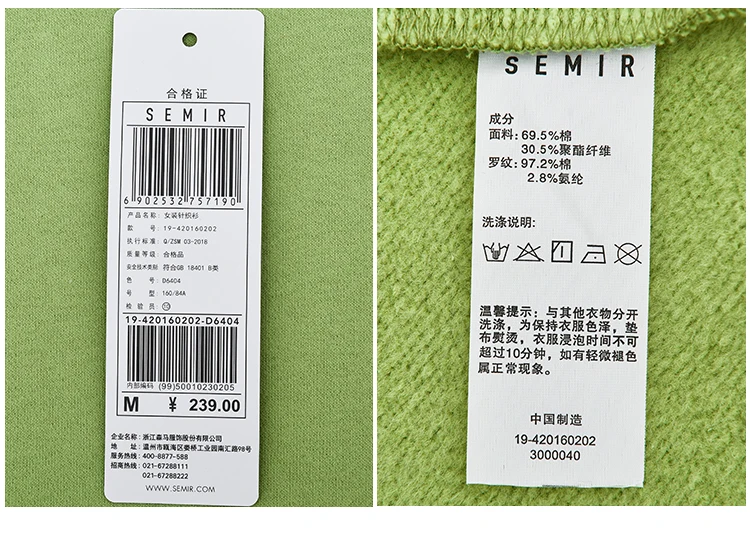 合格证
SEMIR
6 902532 757190
产品名称: 女装针织衫
款 号: 19-420160202
执行标准: Q/ZSM 03-2018
质量等级: 合格品
安全技术类别: 符合GB 18401 B类
色 号: D6404
号 型: 160/84A
检 验 员:
19-420160202-D6404
内部编码 (99)50010230205
M ¥ 239.00
企业名称: 浙江森马服饰股份有限公司
地 址: 温州市瓯海区娄桥工业园南汇路98号
服务热线: 400-8877-588
招商热线: 021-67288111
021-67288222
WWW.SEMIR.COM
SEMIR
成分
面料:69.5%棉
30.5%聚酯纤维
罗纹:97.2%棉
2.8%氨纶
洗涤说明:
温馨提示: 与其他衣物分开
洗涤, 为保持衣服色泽, 垫
布熨烫, 衣服浸泡时间不可
超过10分钟, 如有轻微褪色
属正常现象。
中国制造
19-420160202
3000040